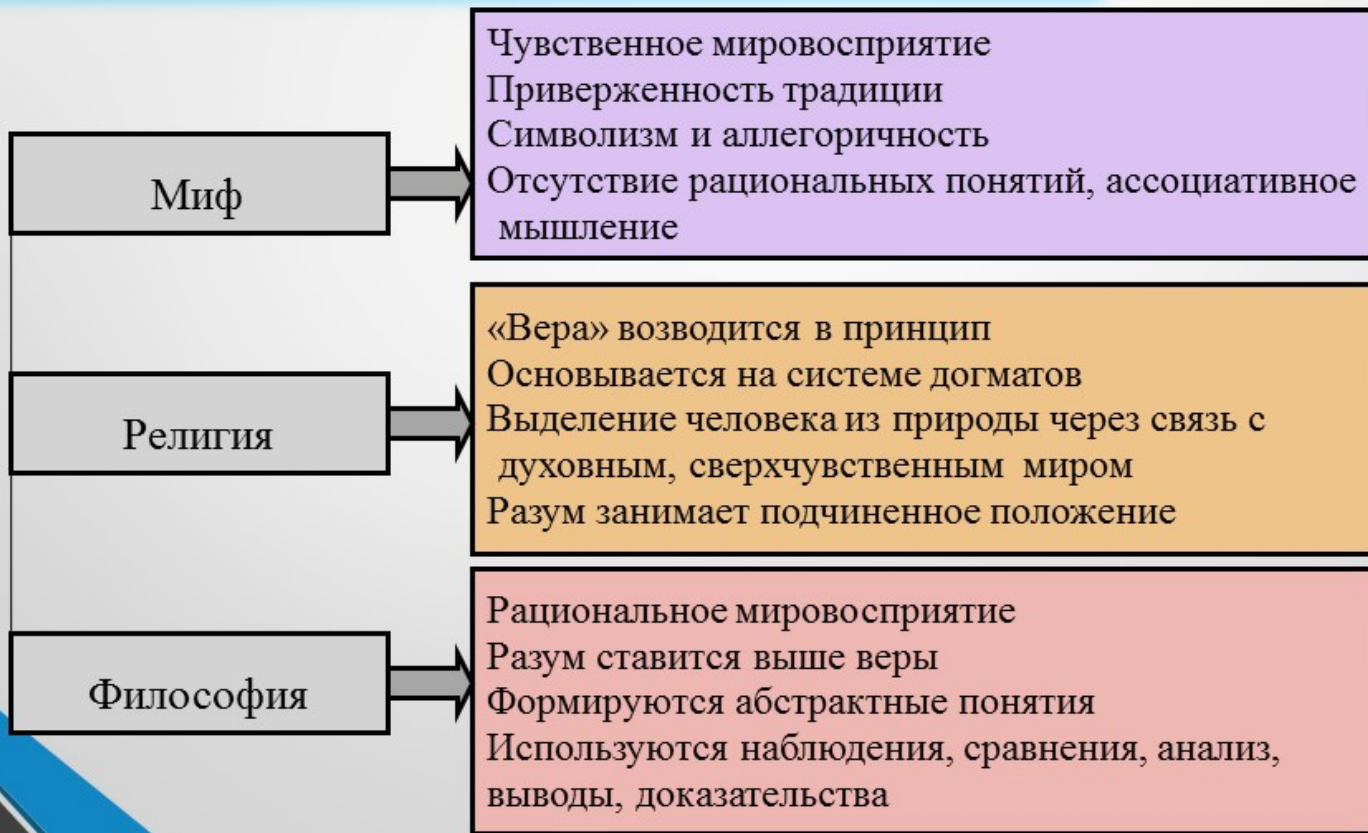 Миф
Чувственное мировосприятие
Приверженность традиции
Символизм и аллегоричность
Отсутствие рациональных понятий, ассоциативное
мышление
Религия
«Вера» возводится в принцип
Основывается на системе догматов
Выделение человека из природы через связь с
духовным, сверхчувственным миром
Разум занимает подчиненное положение
Философия
Рациональное мировосприятие
Разум ставится выше веры
Формируются абстрактные понятия
Используются наблюдения, сравнения, анализ,
выводы, доказательства